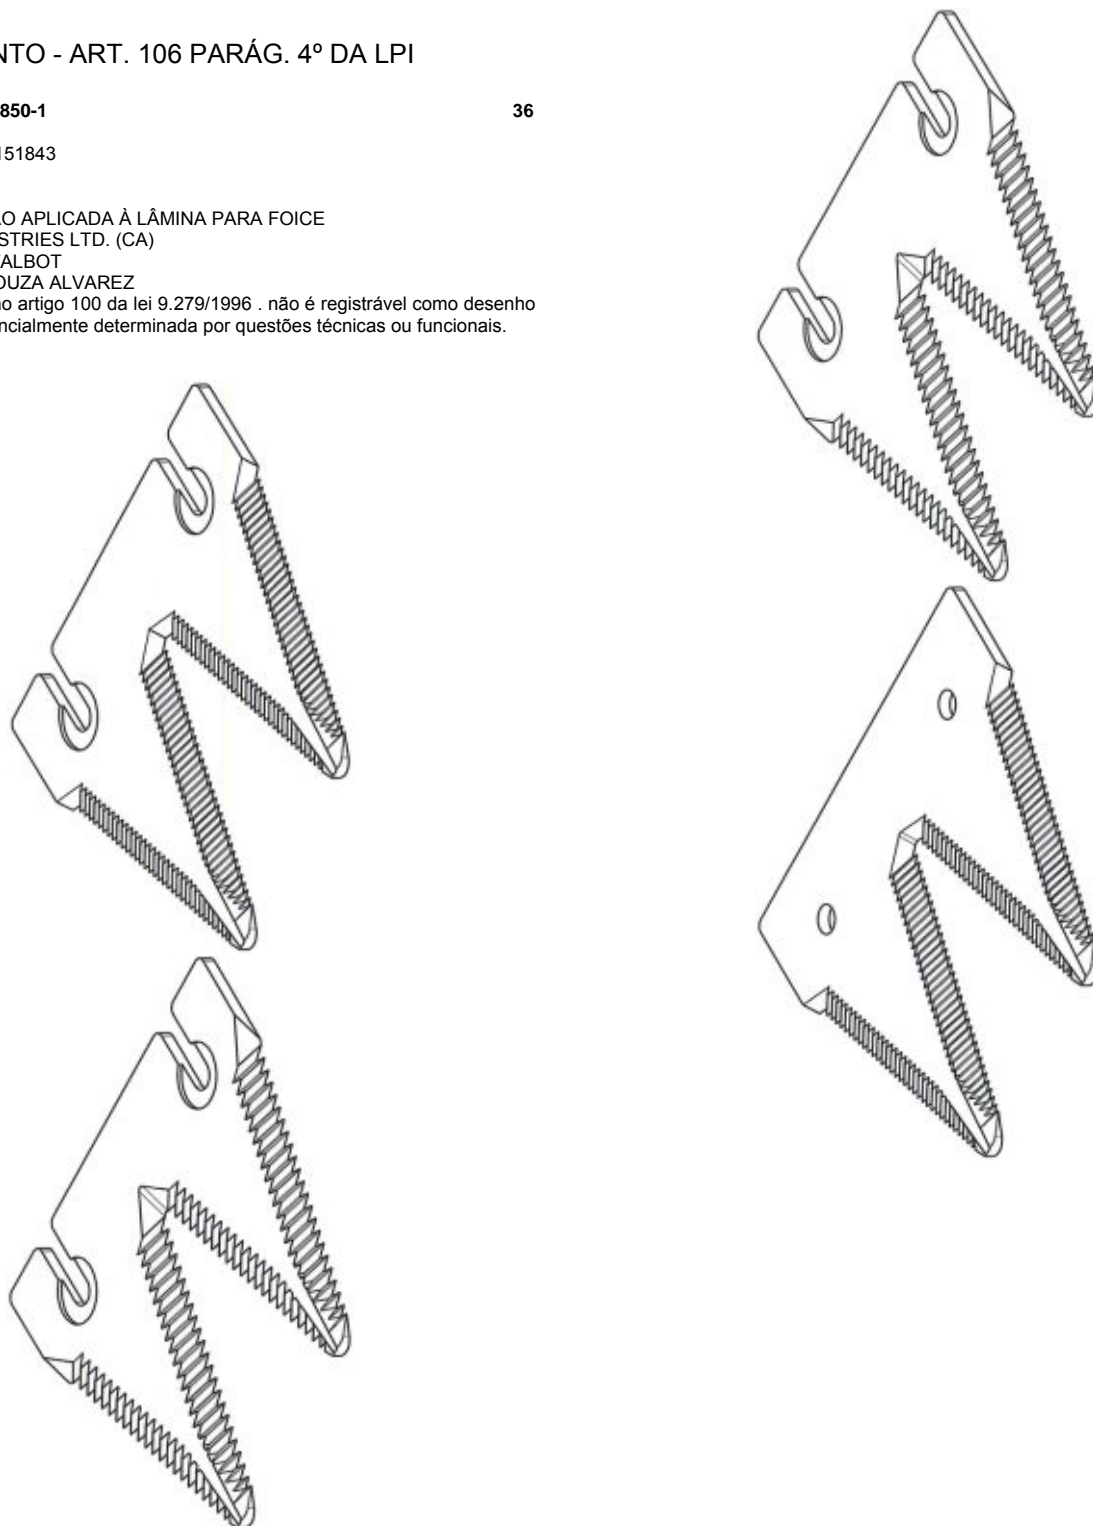 NTO - ART. 106 PARÁG. 4º DA LPI
850-1 36
151843
O APLICADA À LÂMINA PARA FOICE
STRIES LTD. (CA)
ALBOT
OUZA ALVAREZ
no artigo 100 da lei 9.279/1996 . não é registrável como desenho
ncialmente determinada por questões técnicas ou funcionais.